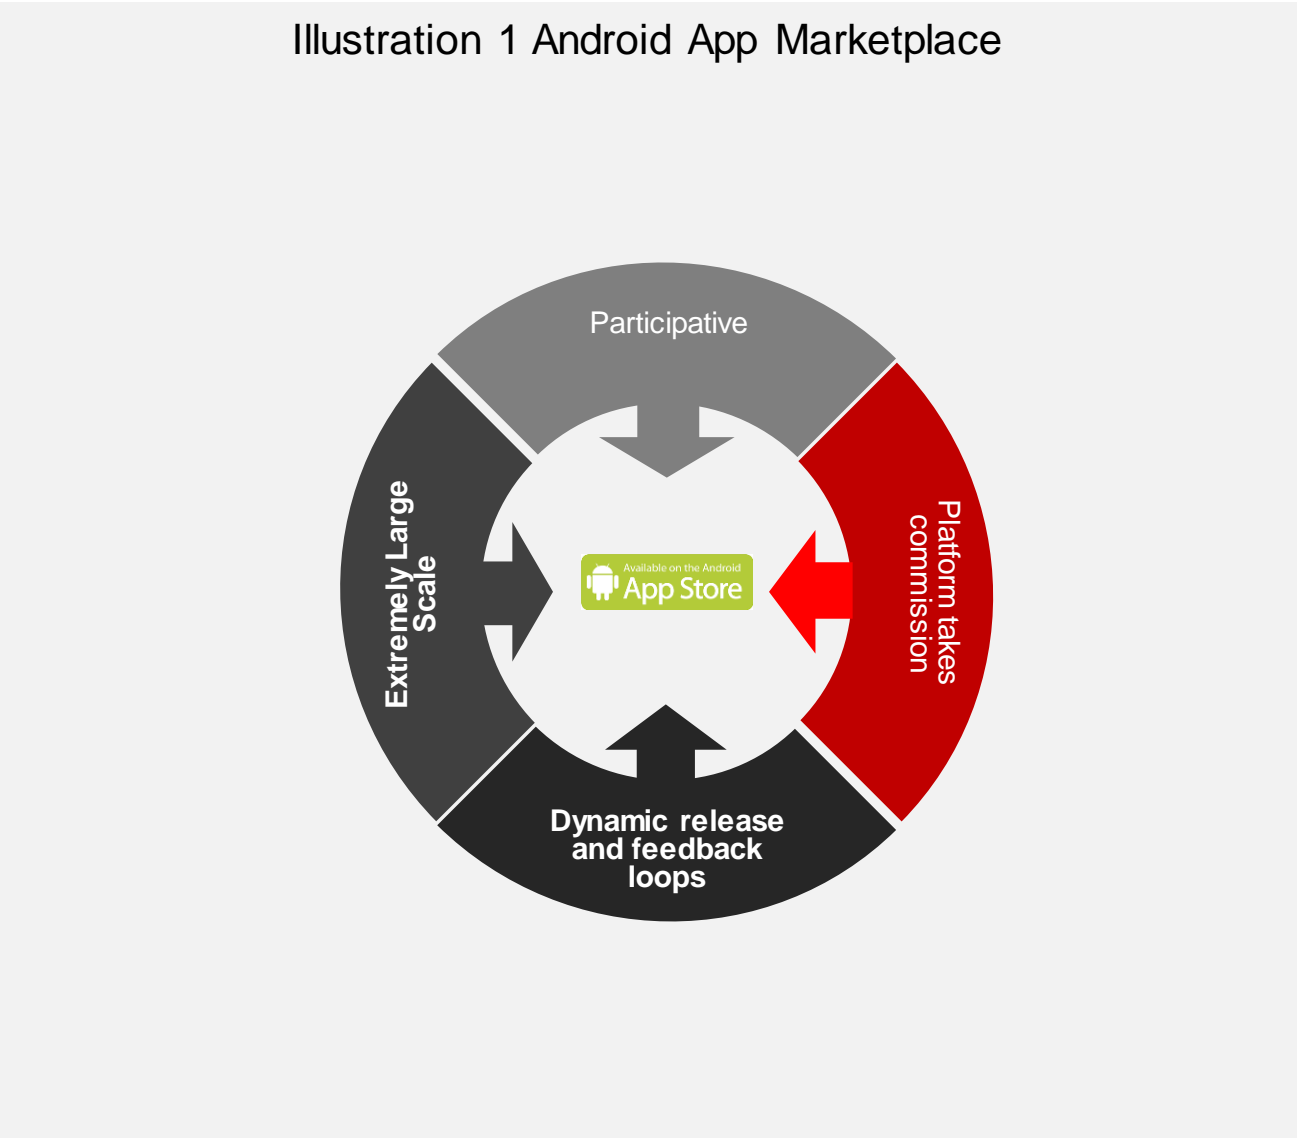 Illustration 1 Android App Marketplace
Participative
Extremely Large
Scale
Available on the Android
App Store
Platform takes
commission
Dynamic release
and feedback
loops